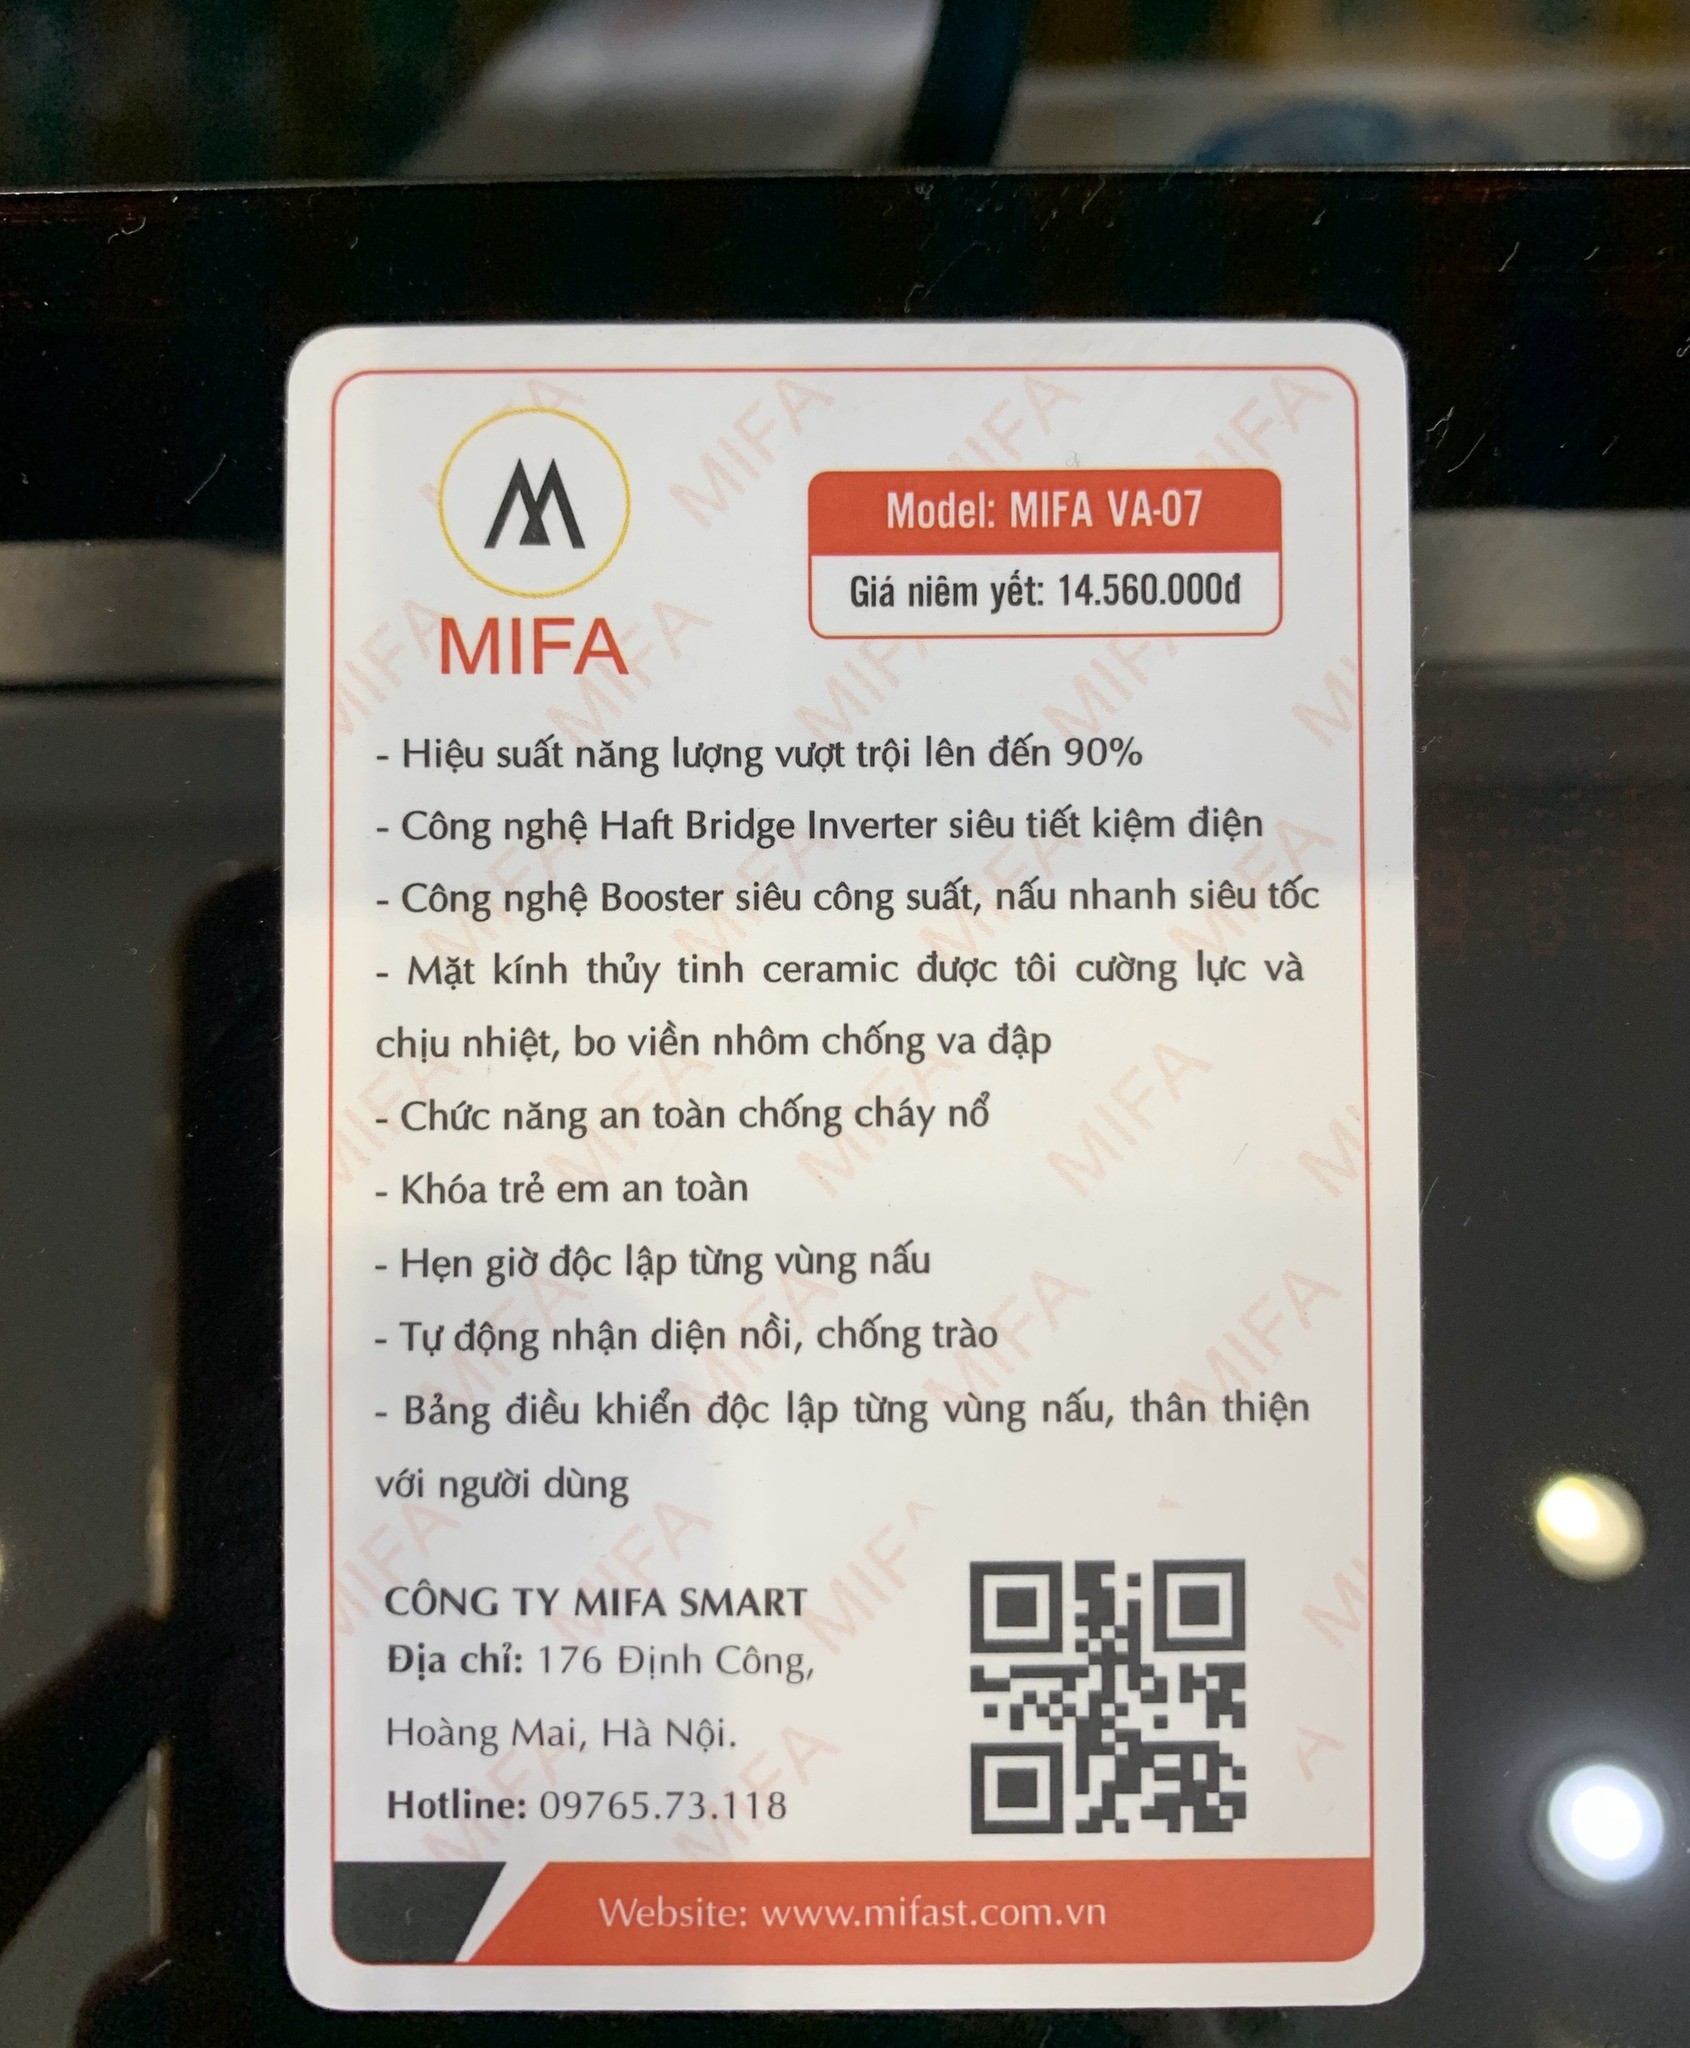 MIFA
Model: MIFA VA-07
Giá niêm yết: 14.560.000đ
- Hiệu suất năng lượng vượt trội lên đến 90%
- Công nghệ Haft Bridge Inverter siêu tiết kiệm điện
- Công nghệ Booster siêu công suất, nấu nhanh siêu tốc
- Mặt kính thủy tinh ceramic được tôi cường lực và
chịu nhiệt, bo viền nhôm chống va đập
- Chức năng an toàn chống cháy nổ
- Khóa trẻ em an toàn
- Hẹn giờ độc lập từng vùng nấu
- Tự động nhận diện nồi, chống trào
- Bảng điều khiển độc lập từng vùng nấu, thân thiện
với người dùng
CÔNG TY MIFA SMART
Địa chỉ: 176 Định Công,
Hoàng Mai, Hà Nội.
Hotline: 09765.73.118
Website: www.mifast.com.vn